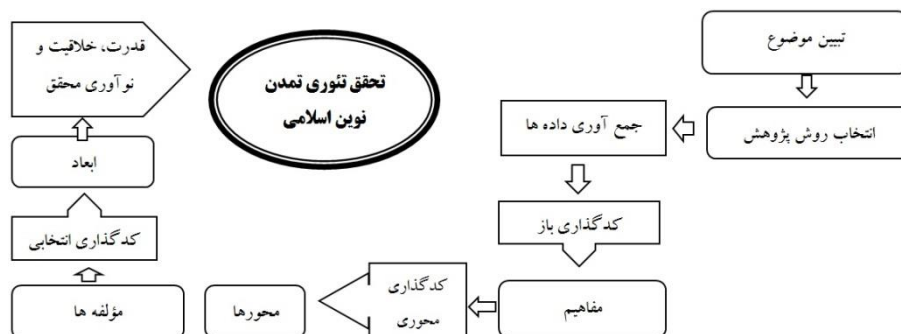 تبیین موضوع
انتخاب روش پژوهش
جمع آوری داده ها
کدگذاری باز
مفاهیم
کدگذاری
محوری
محورها
مؤلفه ها
کدگذاری انتخابی
ابعاد
قدرت، خلاقیت و
نوآوری محقق
تحقق تئوری تمدن
نوین اسلامی